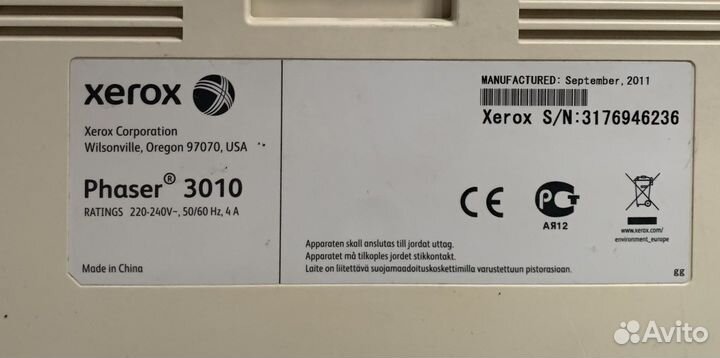 xerox
Xerox Corporation
Wilsonville, Oregon 97070, USA
Phaser® 3010
RATINGS 220-240V~, 50/60 Hz, 4 A
Made in China
MANUFACTURED: September, 2011
Xerox S/N:3176946236
CE
РСТ
АЯ12
www.xerox.com/
environment_europe
Apparaten skall anslutas till jordat uttag.
Apparatet må tilkoples jordet stikkontakt.
Laite on liitettävä suojamaadoituskoskettimilla varustettuun pistorasiaan.
gg
Avito